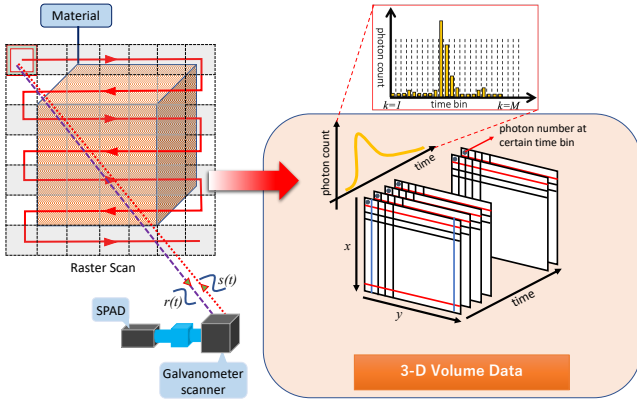 Material
Raster Scan
s(t)
r(t)
SPAD
Galvanometer
scanner
photon count
k=1
time bin
k=M
photon count
time
photon number at
certain time bin
x
y
time
3-D Volume Data